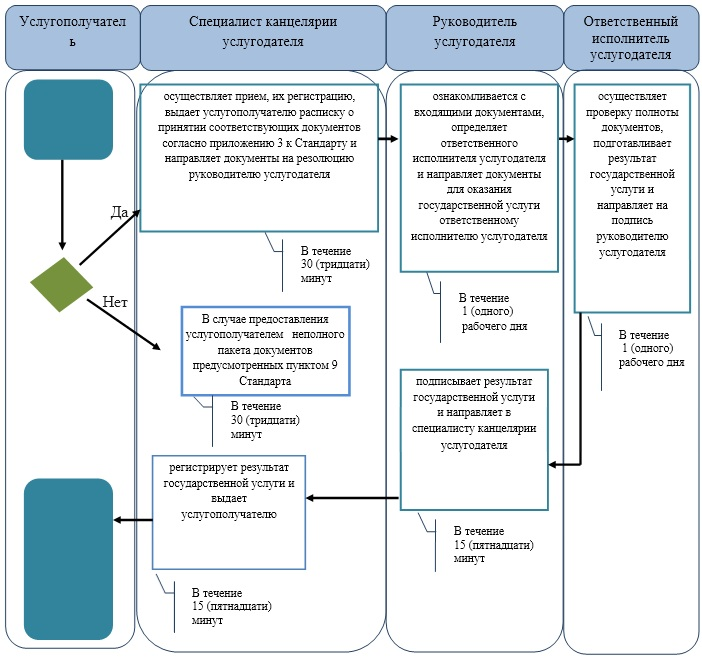 Услугополучател
ь
Специалист канцелярии
услугодателя
Руководитель
услугодателя
Ответственный
исполнитель
услугодателя
осуществляет прием, их регистрацию,
выдает услугополучателю расписку о
принятии соответствующих документов
согласно приложению 3 к Стандарту и
направляет документы на резолюцию
руководителю услугодателя
ознакомливается с
входящими документами,
определяет
ответственного
исполнителя услугодателя
и направляет документы
для оказания
государственной услуги
ответственному
исполнителю услугодателя
осуществляет
проверку полноты
документов,
подготавливает
результат
государственной
услуги и
направляет на
подпись
руководителю
услугодателя
Да
В течение
30 (тридцати)
минут
В течение
1 (одного)
рабочего дня
В течение
1 (одного)
рабочего дня
Нет
В случае предоставления
услугополучателем неполного
пакета документов
предусмотренных пунктом 9
Стандарта
В течение
30 (тридцати)
минут
подписывает результат
государственной услуги
и направляет в
специалисту канцелярии
услугодателя
регистрирует результат
государственной услуги и
выдает
услугополучателю
В течение
15 (пятнадцати)
минут
В течение
15 (пятнадцати)
минут